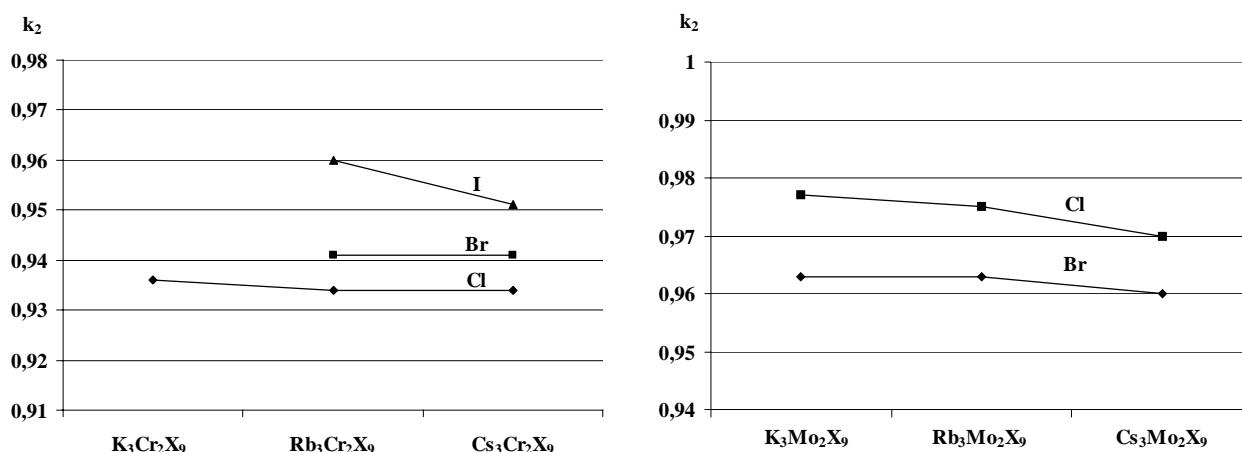 k₂
0,98
0,97
0,96
0,95
0,94
0,93
0,92
0,91
I
Br
Cl
K₃Cr₂X₉ Rb₃Cr₂X₉ Cs₃Cr₂X₉
k₂
1
0,99
0,98
0,97
0,96
0,95
0,94
Cl
Br
K₃Mo₂X₉ Rb₃Mo₂X₉ Cs₃Mo₂X₉